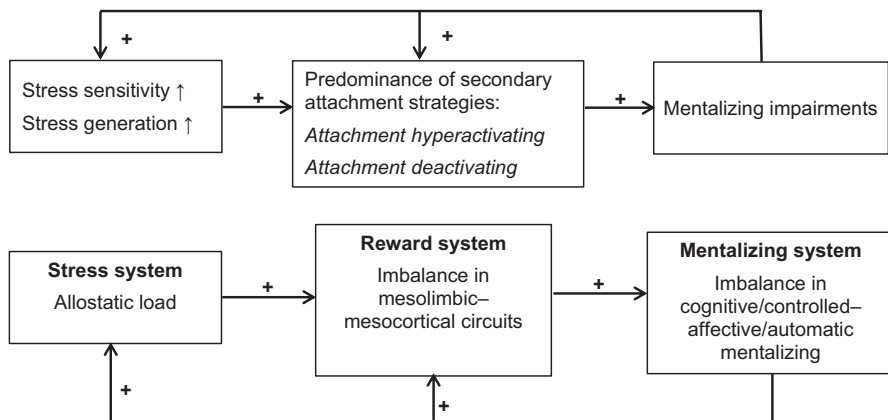 +
+
Stress sensitivity ↑
Stress generation ↑
+
Predominance of secondary
attachment strategies:
Attachment hyperactivating
Attachment deactivating
+
Mentalizing impairments
Stress system
Allostatic load
+
Reward system
Imbalance in
mesolimbic–
mesocortical circuits
+
Mentalizing system
Imbalance in
cognitive/controlled–
affective/automatic
mentalizing
+
+